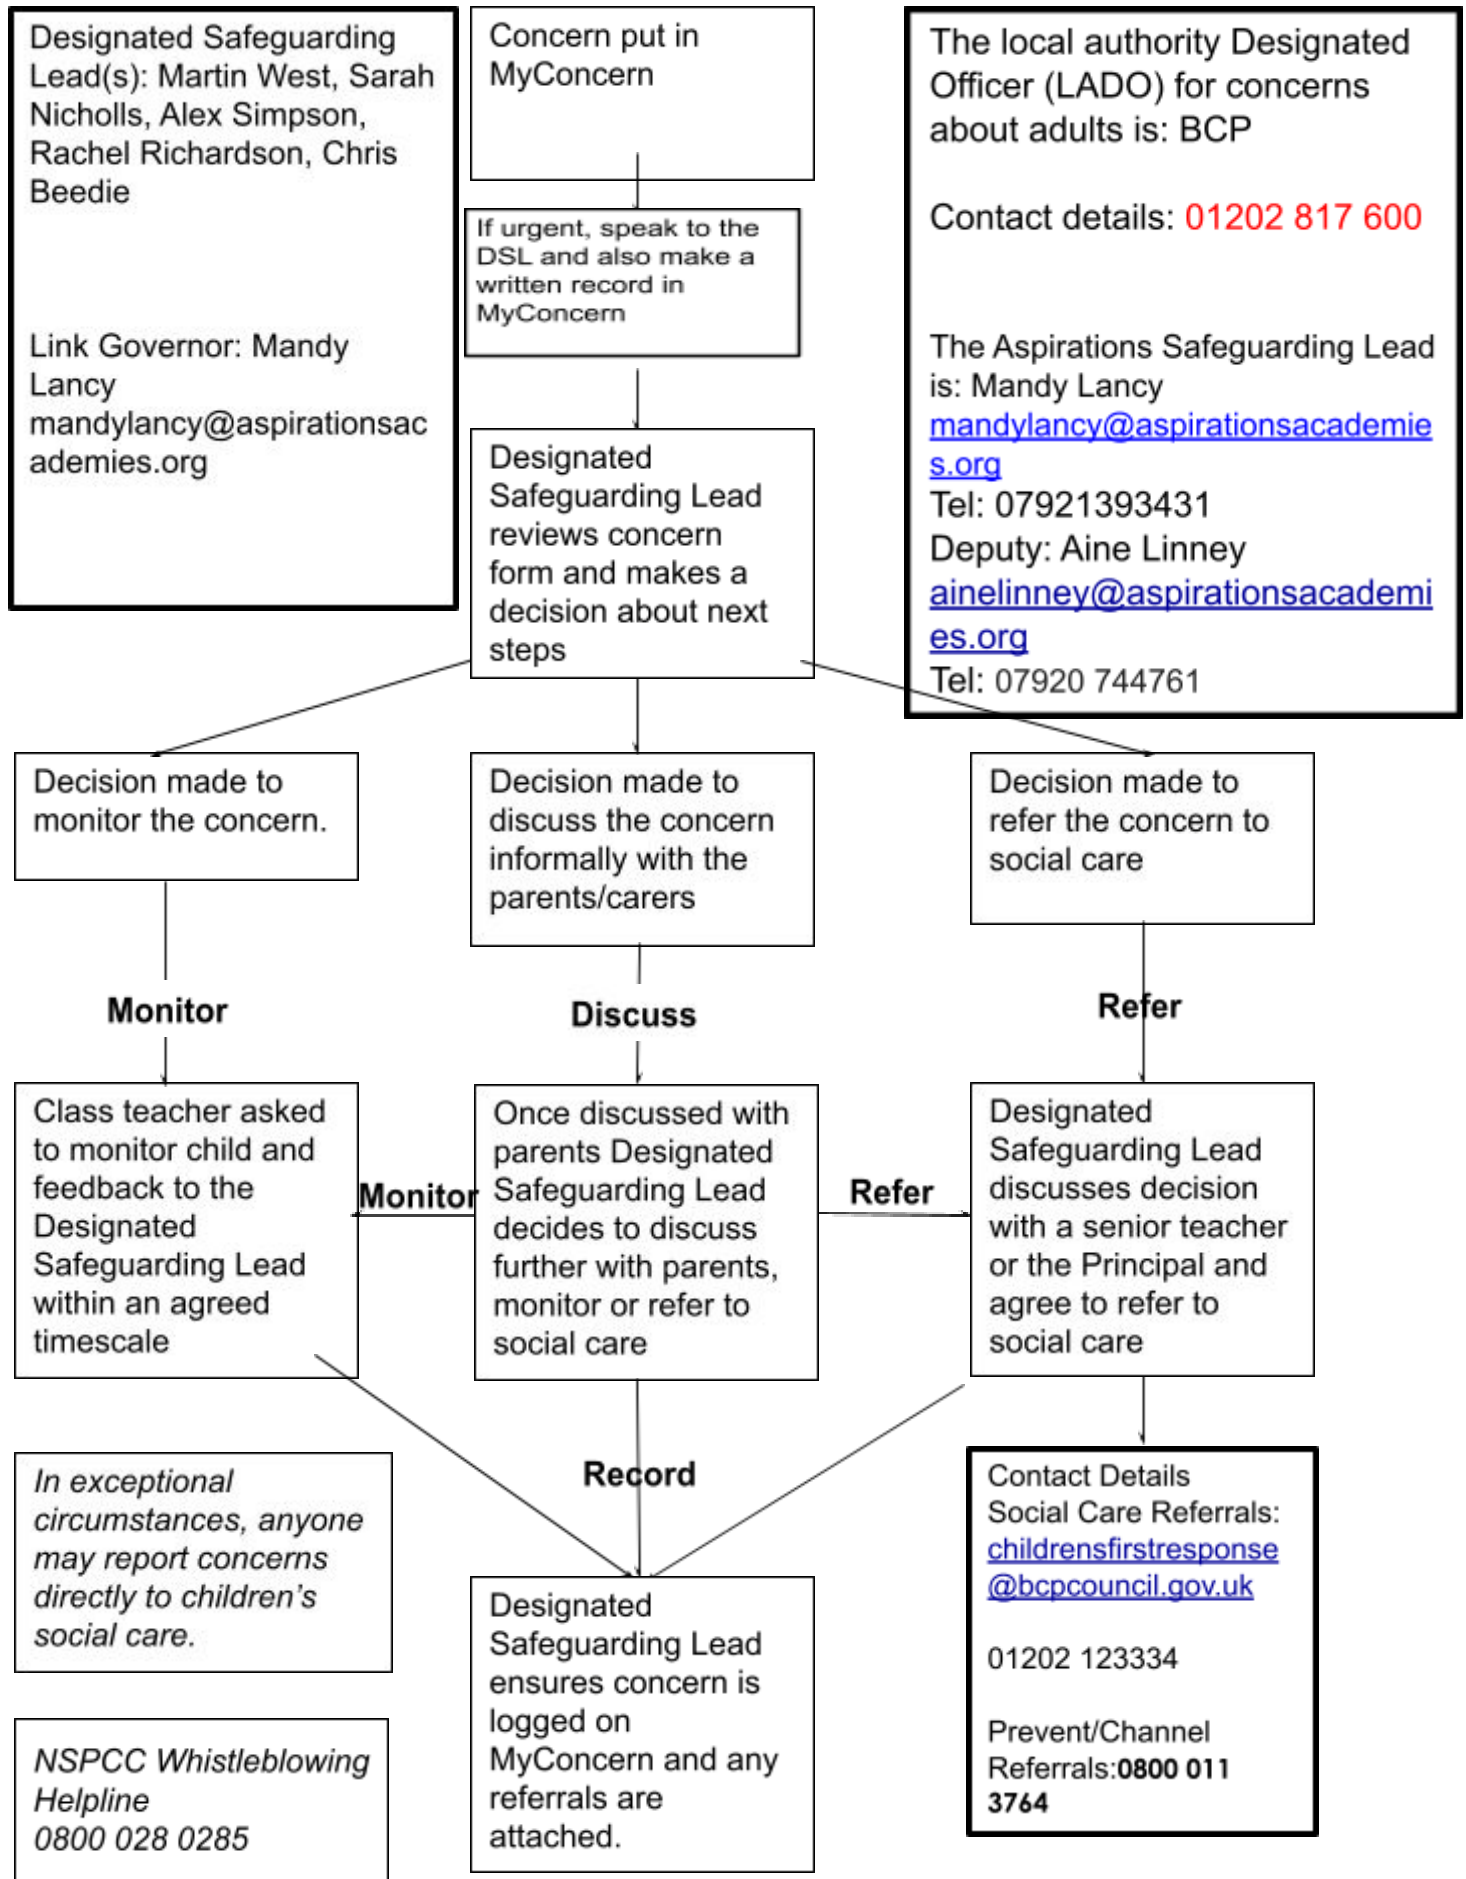 Designated Safeguarding
Lead(s): Martin West, Sarah
Nicholls, Alex Simpson,
Rachel Richardson, Chris
Beedie
Link Governor: Mandy
Lancy
mandylancy@aspirationsac
ademies.org
Concern put in
MyConcern
If urgent, speak to the
DSL and also make a
written record in
MyConcern
Designated
Safeguarding Lead
reviews concern
form and makes a
decision about next
steps
The local authority Designated
Officer (LADO) for concerns
about adults is: BCP
Contact details: 01202 817 600
The Aspirations Safeguarding Lead
is: Mandy Lancy
mandylancy@aspirationsacademie
s.org
Tel: 07921393431
Deputy: Aine Linney
ainelinney@aspirationsacademi
es.org
Tel: 07920 744761
Decision made to
monitor the concern.
Decision made to
discuss the concern
informally with the
parents/carers
Decision made to
refer the concern to
social care
Monitor
Discuss
Refer
Class teacher asked
to monitor child and
feedback to the
Designated
Safeguarding Lead
within an agreed
timescale
Monitor
Once discussed with
parents Designated
Safeguarding Lead
decides to discuss
further with parents,
monitor or refer to
social care
Refer
Designated
Safeguarding Lead
discusses decision
with a senior teacher
or the Principal and
agree to refer to
social care
In exceptional
circumstances, anyone
may report concerns
directly to children's
social care.
Record
Contact Details
Social Care Referrals:
childrensfirstresponse
@bcpcouncil.gov.uk
01202 123334
Prevent/Channel
Referrals:0800 011
3764
NSPCC Whistleblowing
Helpline
0800 028 0285
Designated
Safeguarding Lead
ensures concern is
logged on
MyConcern and any
referrals are
attached.